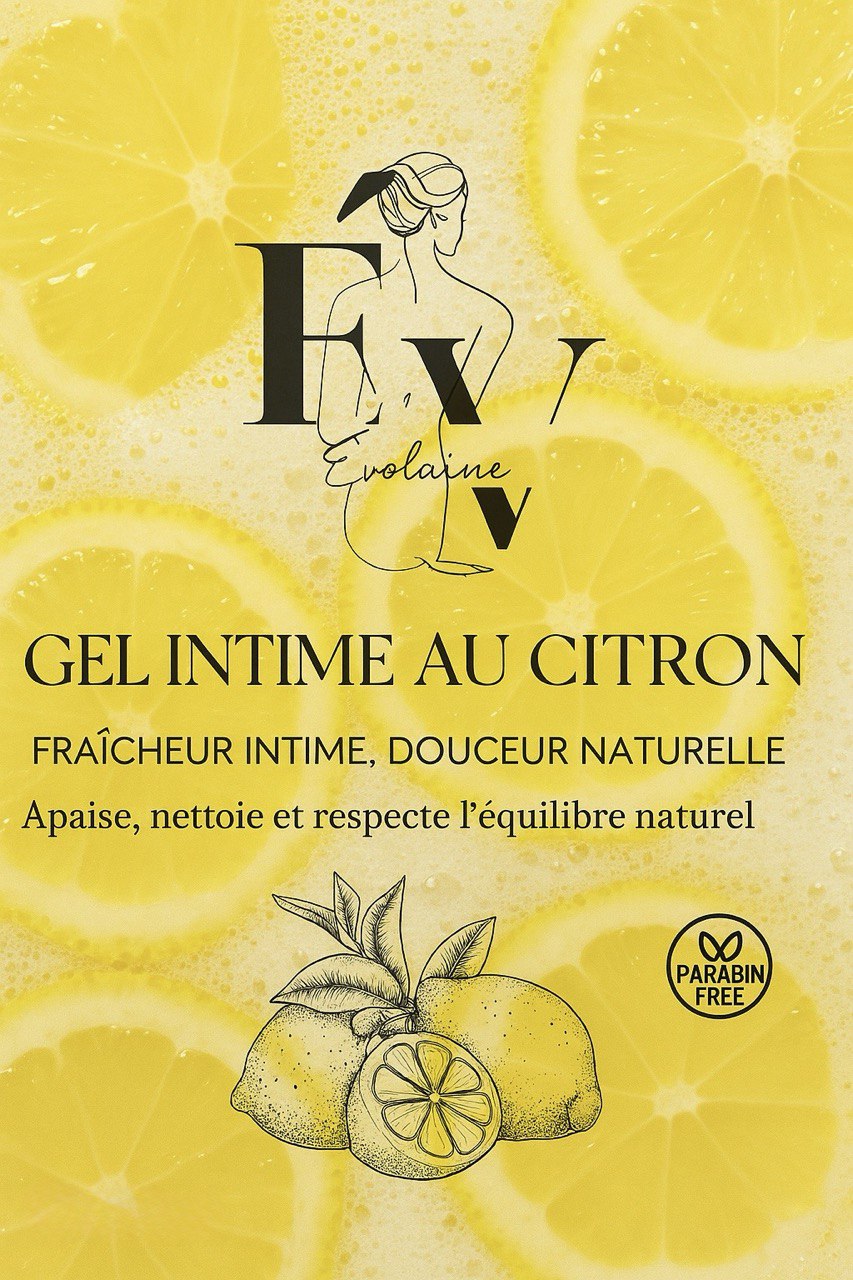 Ev
Evolaine
v
GEL INTIME AU CITRON
FRAÎCHEUR INTIME, DOUCEUR NATURELLE
Apaise, nettoie et respecte l’équilibre naturel
PARABIN
FREE